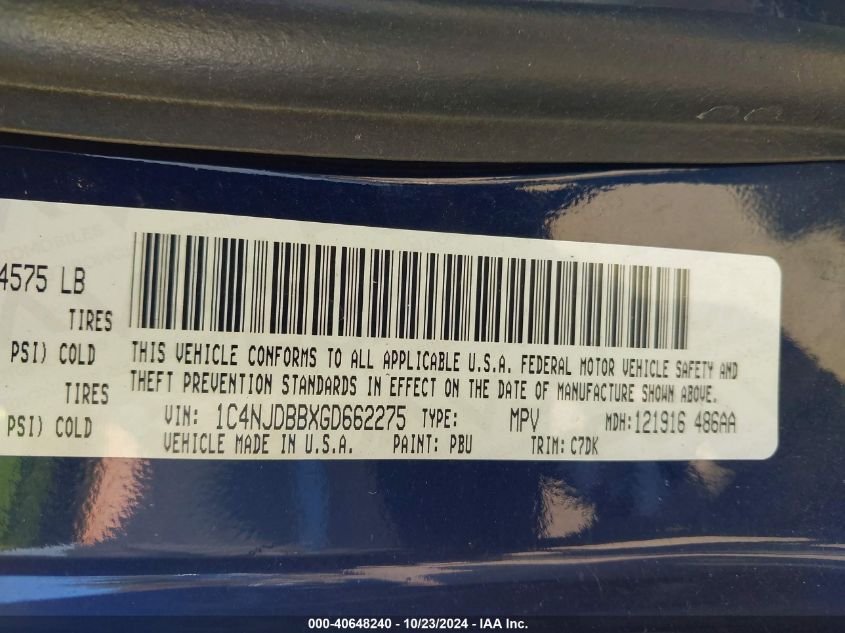 4575 LB
TIRES
PSI) COLD
TIRES
PSI) COLD
THIS VEHICLE CONFORMS TO ALL APPLICABLE U.S.A. FEDERAL MOTOR VEHICLE SAFETY AND
THEFT PREVENTION STANDARDS IN EFFECT ON THE DATE OF MANUFACTURE SHOWN ABOVE.
VIN: 1C4NJDBBXGD662275 TYPE: MPV MDH:121916 486AA
VEHICLE MADE IN U.S.A. PAINT: PBU TRIM: C7DK
000-40648240 - 10/23/2024 - IAA Inc.